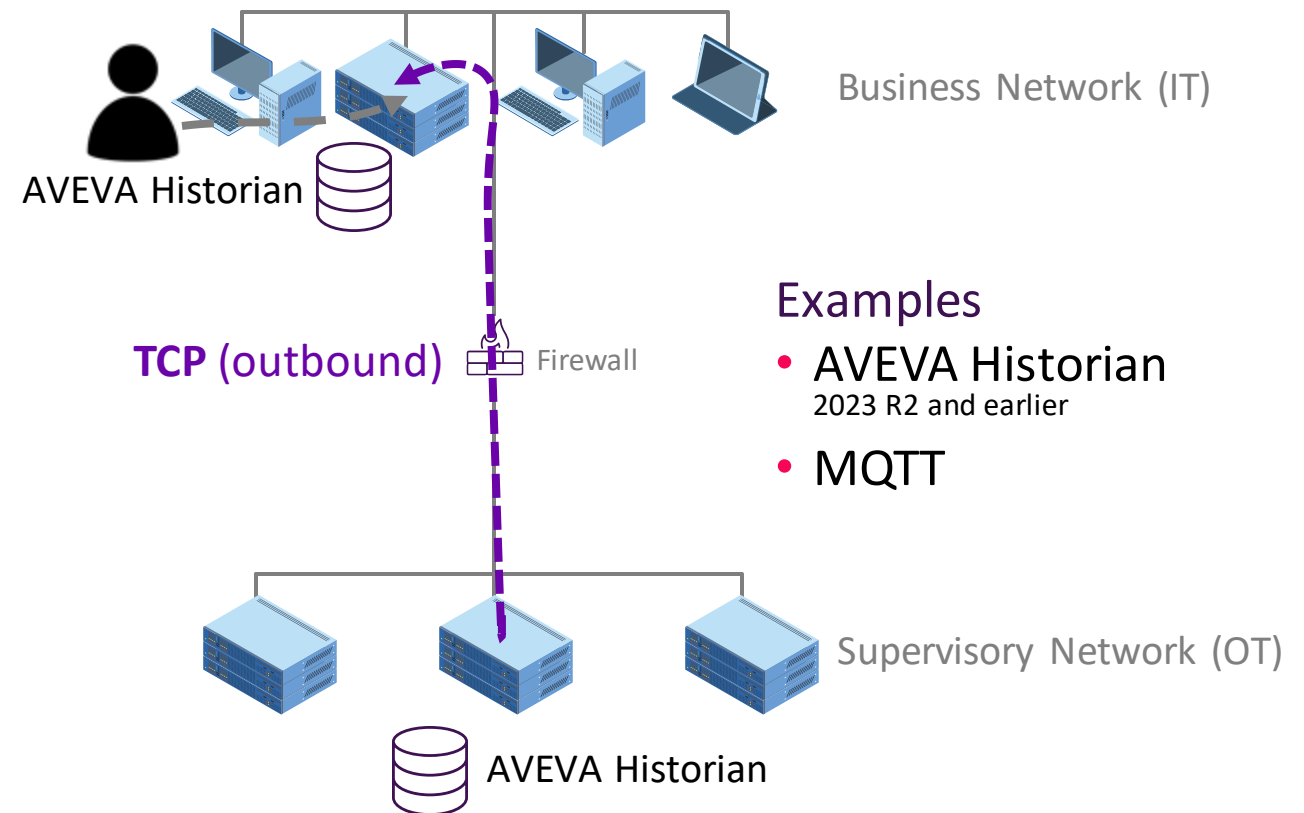 Business Network (IT)
AVEVA Historian
TCP (outbound)
Firewall
Examples
• AVEVA Historian
2023 R2 and earlier
• MQTT
Supervisory Network (OT)
AVEVA Historian